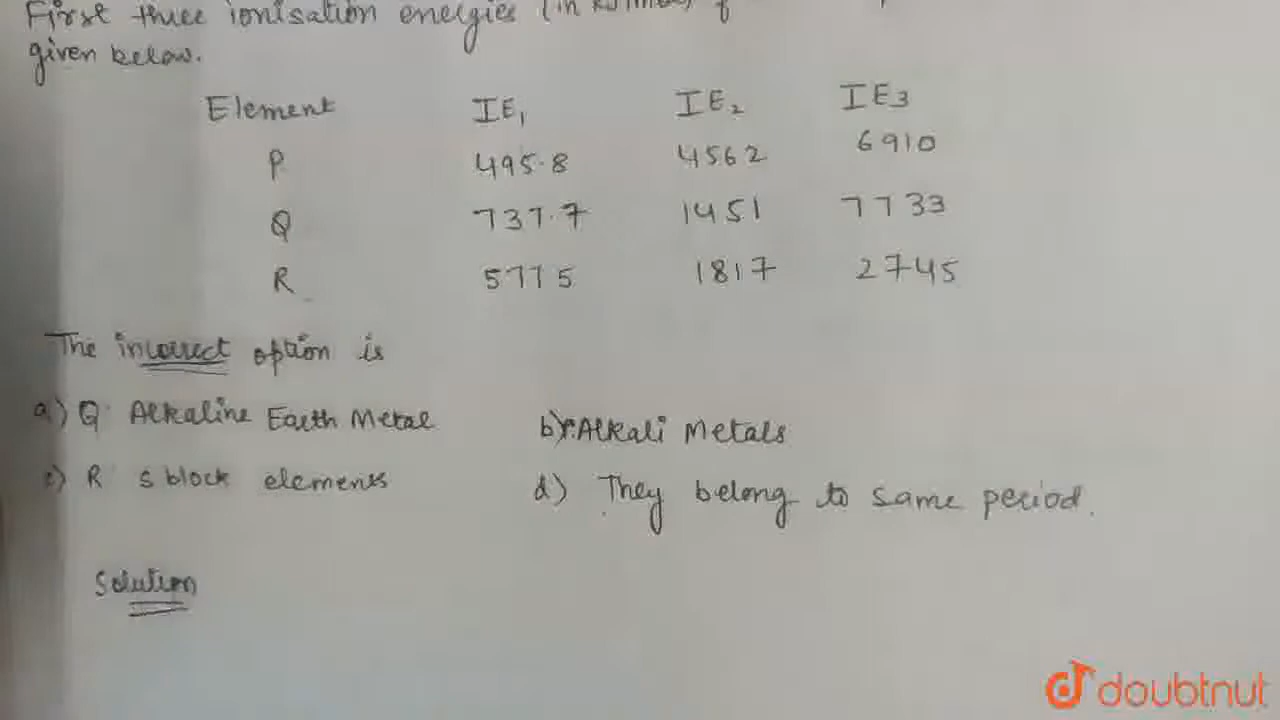 First three ionisation energies (in
given below.
Element IE₁ IE₂ IE₃
P 495.8 4562 6910
Q 737.7 1451 7733
R 5775 1817 2745
The incorrect option is
a) Q: Alkaline Earth Metal b) P: Alkali Metals
c) R s block elements d) They belong to same period.
Solution
doubtnut